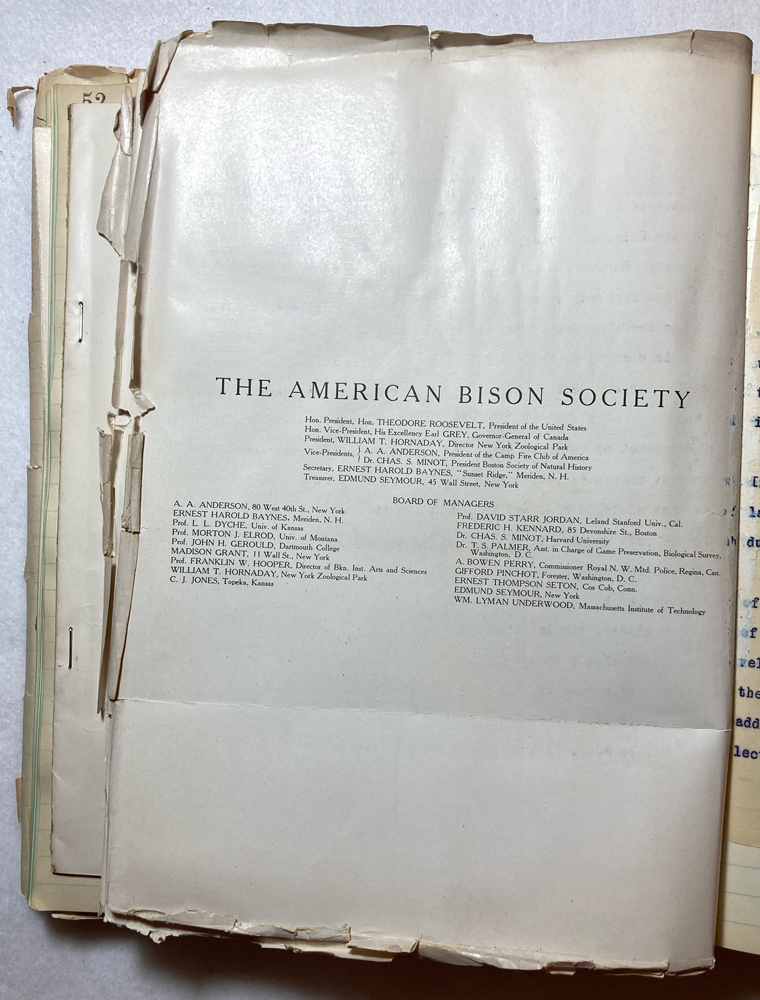 52
THE AMERICAN BISON SOCIETY
Hon. President, Hon. THEODORE ROOSEVELT, President of the United States
Hon. Vice-President, His Excellency Earl GREY, Governor-General of Canada
President, WILLIAM T. HORNADAY, Director New York Zoological Park
Vice-Presidents, { A. A. ANDERSON, President of the Camp Fire Club of America
Dr. CHAS. S. MINOT, President Boston Society of Natural History
Secretary, ERNEST HAROLD BAYNES, "Sunset Ridge," Meriden, N. H.
Treasurer, EDMUND SEYMOUR, 45 Wall Street, New York
BOARD OF MANAGERS
A. A. ANDERSON, 80 West 40th St., New York
ERNEST HAROLD BAYNES, Meriden, N. H.
Prof. L. L. DYCHE, Univ. of Kansas
Prof. MORTON J. ELROD, Univ. of Montana
Prof. JOHN H. GEROULD, Dartmouth College
MADISON GRANT, 11 Wall St., New York
Prof. FRANKLIN W. HOOPER, Director of Bkn. Inst. Arts and Sciences
WILLIAM T. HORNADAY, New York Zoological Park
C. J. JONES, Topeka, Kansas
Prof. DAVID STARR JORDAN, Leland Stanford Univ., Cal.
FREDERIC H. KENNARD, 85 Devonshire St., Boston
Dr. CHAS. S. MINOT, Harvard University
Dr. T. S. PALMER, Asst. in Charge of Game Preservation, Biological Survey,
Washington, D. C.
A. BOWEN PERRY, Commissioner Royal N. W. Mtd. Police, Regina, Can.
GIFFORD PINCHOT, Forester, Washington, D. C.
ERNEST THOMPSON SETON, Cos Cob, Conn.
EDMUND SEYMOUR, New York
WM. LYMAN UNDERWOOD, Massachusetts Institute of Technology
of
of
the
add